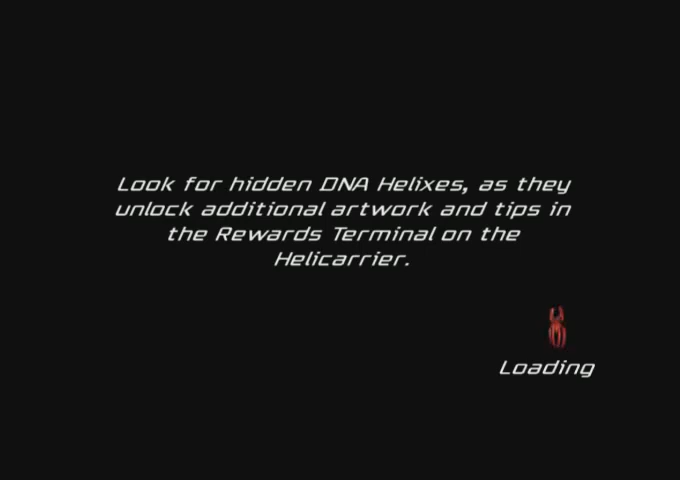 Look for hidden DNA Helixes, as they
unlock additional artwork and tips in
the Rewards Terminal on the
Helicarrier.
Loading